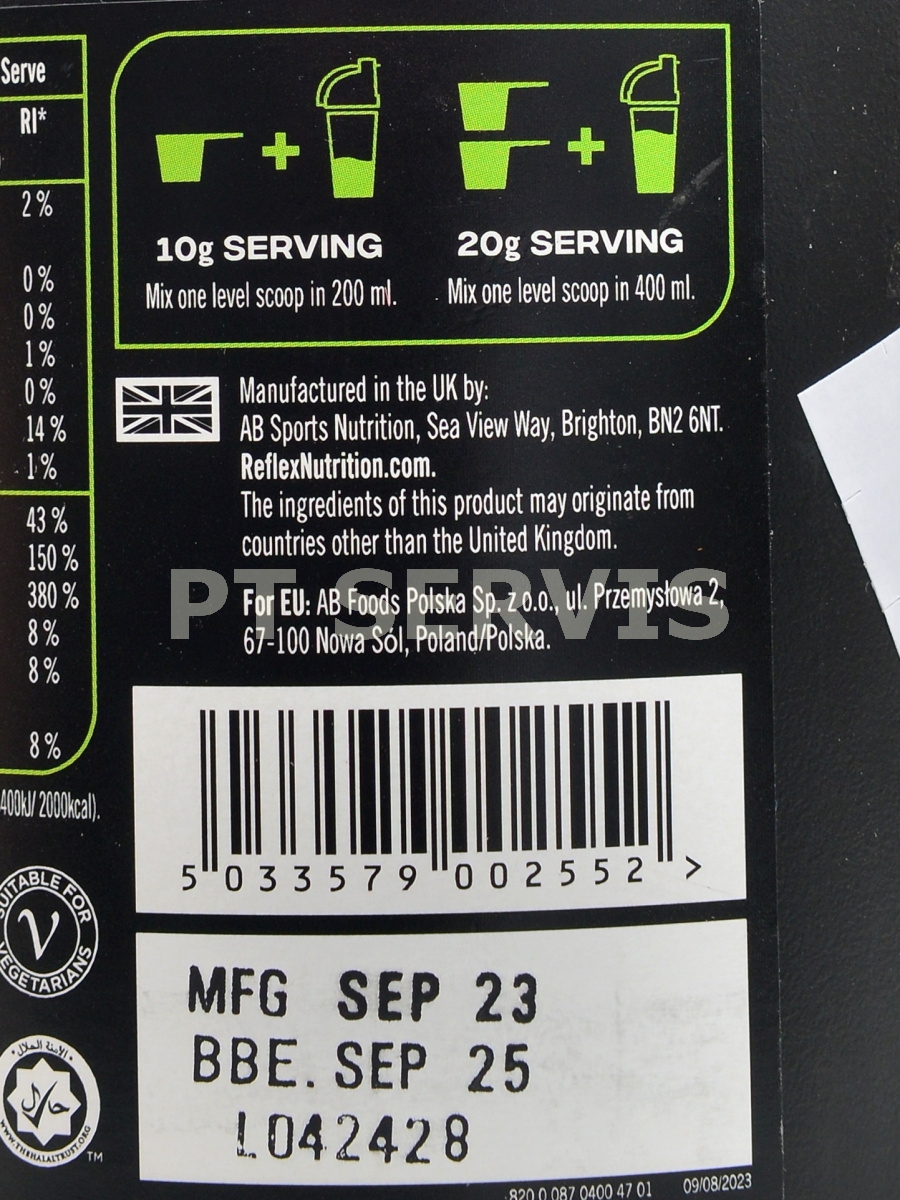 Serve
RI*
2%
0%
0%
1%
0%
14%
1%
43%
150%
380%
8%
8%
8%
400kJ/2000kcal).
10g SERVING
Mix one level scoop in 200 ml.
20g SERVING
Mix one level scoop in 400 ml.
Manufactured in the UK by:
AB Sports Nutrition, Sea View Way, Brighton, BN2 6NT.
ReflexNutrition.com.
The ingredients of this product may originate from
countries other than the United Kingdom.
For EU: AB Foods Polska Sp. z o.o., ul. Przemysłowa 2,
67-100 Nowa Sól, Poland/Polska.
PT SERVIS
5 033579 002552 >
SUITABLE FOR
V
VEGETARIANS
حلال
WWW.THEHALALTRUST.ORG
TM
MFG SEP 23
BBE. SEP 25
L042428
820 0 087 0400 47 01 09/08/2023